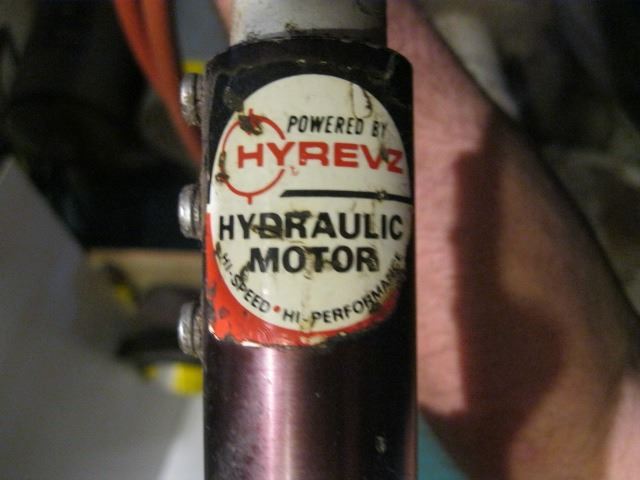 POWERED BY
HYREVZ
HYDRAULIC
MOTOR
HI-SPEED • HI-PERFORMANCE